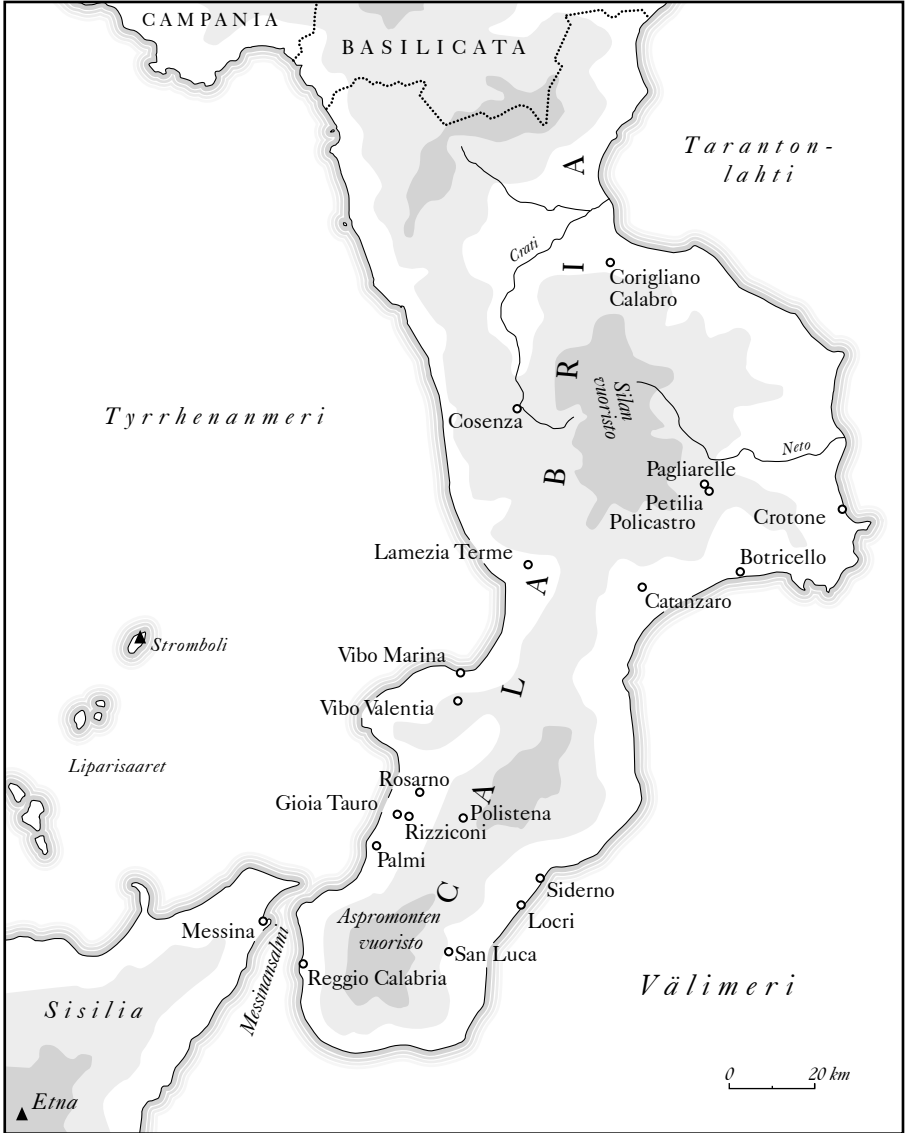 CAMPANIA
BASILICATA
Taranton-
lahti
Crati
Corigliano
Calabro
CALABRIA
Silan
vuoristo
Tyrrhenanmeri
Cosenza
Neto
Pagliarelle
Petilia
Policastro
Crotone
Lamezia Terme
Botricello
Catanzaro
Stromboli
Vibo Marina
Vibo Valentia
Liparisaaret
Rosarno
Gioia Tauro
Rizziconi
Polistena
Palmi
Siderno
Locri
Aspromonten
vuoristo
Messina
Messinansalmi
San Luca
Reggio Calabria
Välimeri
Sisilia
Etna
0 20 km